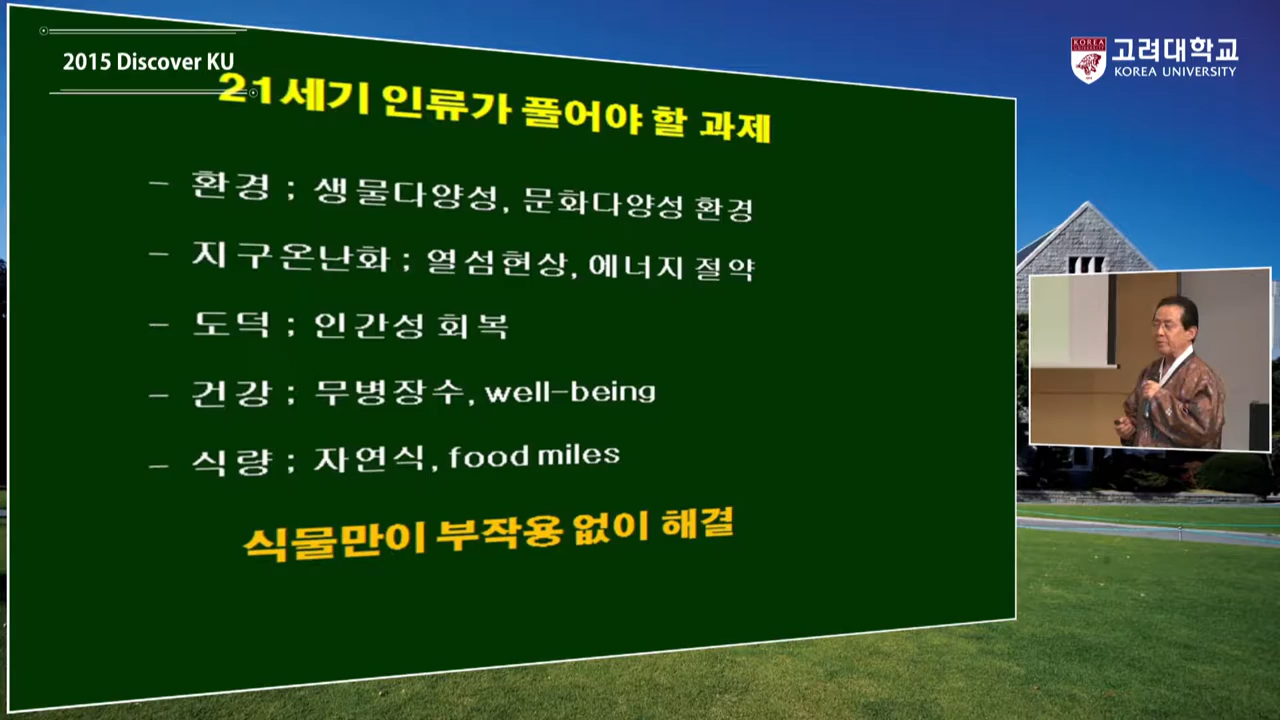 2015 Discover KU
KOREA
고려대학교
KOREA UNIVERSITY
21세기 인류가 풀어야 할 과제
- 환경 ; 생물다양성, 문화다양성 환경
- 지구온난화 ; 열섬현상, 에너지 절약
- 도덕 ; 인간성 회복
- 건강 ; 무병장수, well-being
- 식량 ; 자연식, food miles
식물만이 부작용 없이 해결